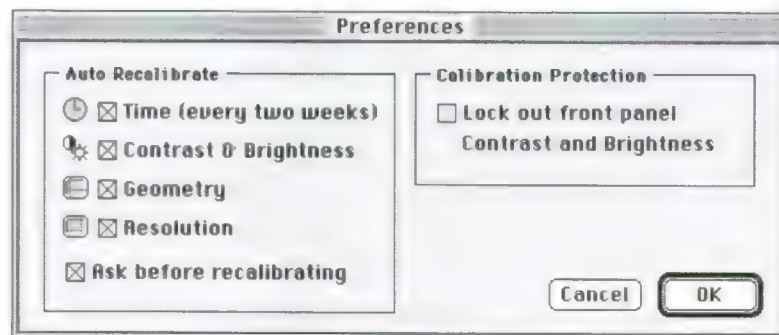 Preferences
Auto Recalibrate
Time (every two weeks)
Contrast & Brightness
Geometry
Resolution
Ask before recalibrating
Calibration Protection
Lock out front panel
Contrast and Brightness
Cancel
OK